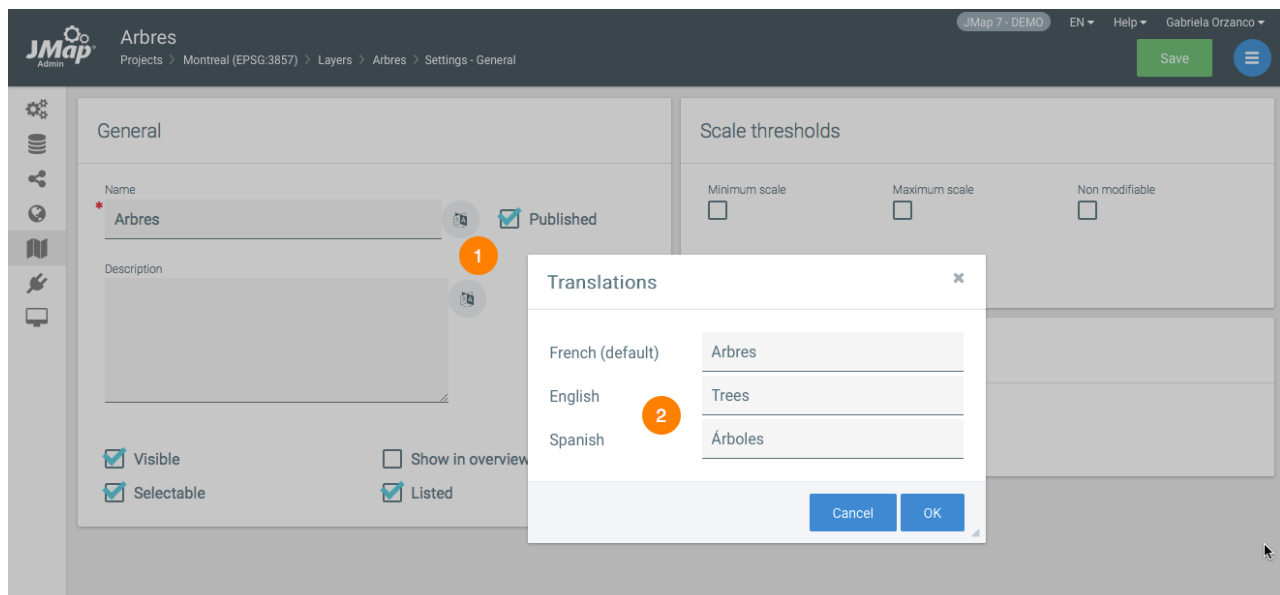 JMap
Admin
Arbres
Projects > Montreal (EPSG:3857) > Layers > Arbres > Settings - General
JMap 7 - DEMO
EN
Help
Gabriela Orzanco
Save
General
Name
* Arbres
Published
1
Description
Visible
Show in overview
Selectable
Listed
Scale thresholds
Minimum scale
Maximum scale
Non modifiable
Translations
French (default) Arbres
English Trees
2
Spanish Árboles
Cancel
OK